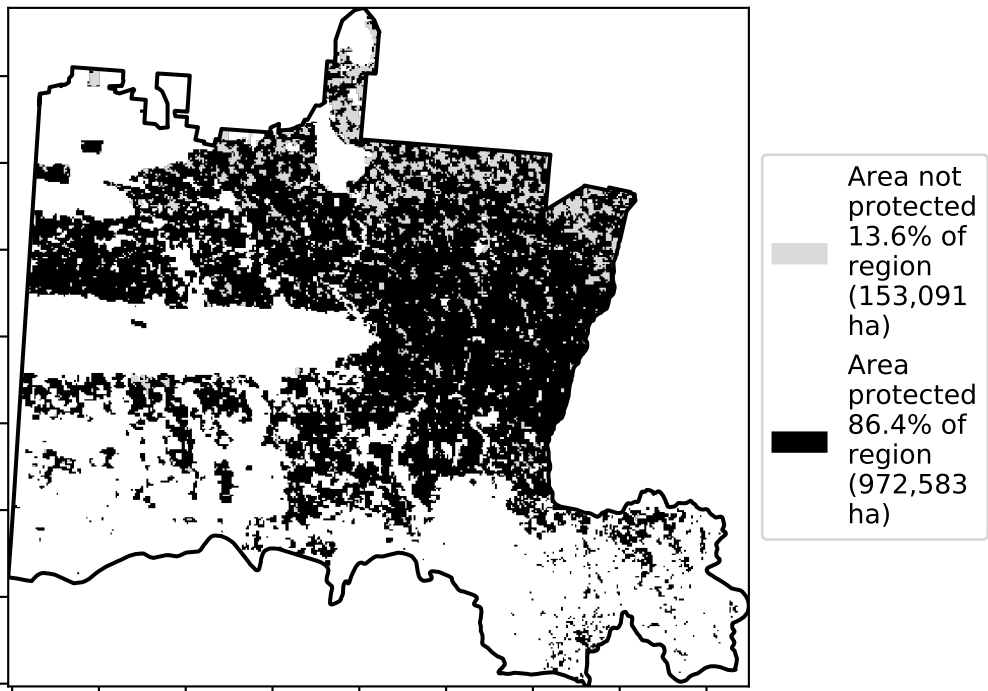 Area not
protected
13.6% of
region
(153,091
ha)
Area
protected
86.4% of
region
(972,583
ha)